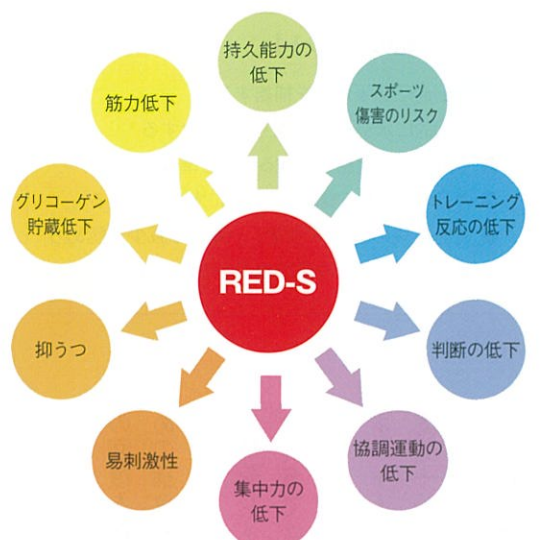 持久能力の
低下
スポーツ
傷害のリスク
トレーニング
反応の低下
判断の低下
協調運動の
低下
集中力の
低下
易刺激性
抑うつ
グリコーゲン
貯蔵低下
筋力低下
RED-S